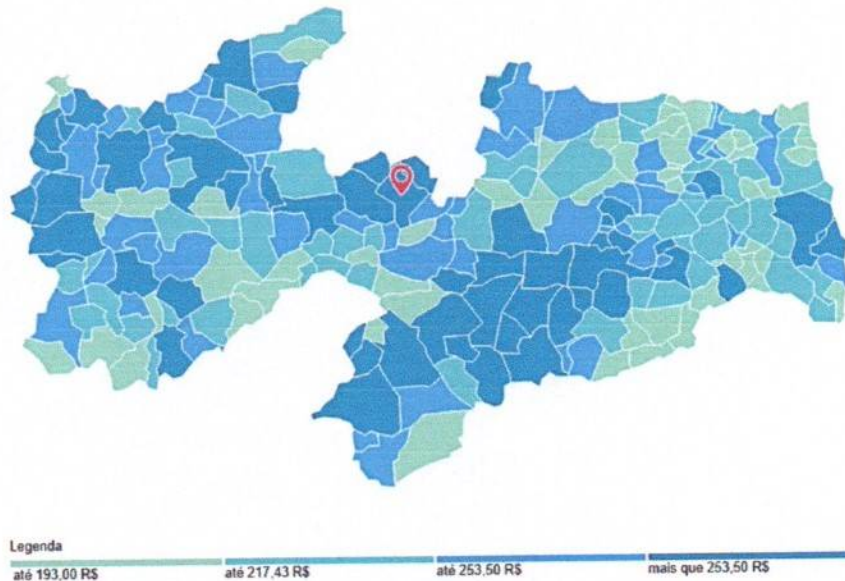 Legenda
até 193,00 R$
até 217,43 R$
até 253,50 R$
mais que 253,50 R$